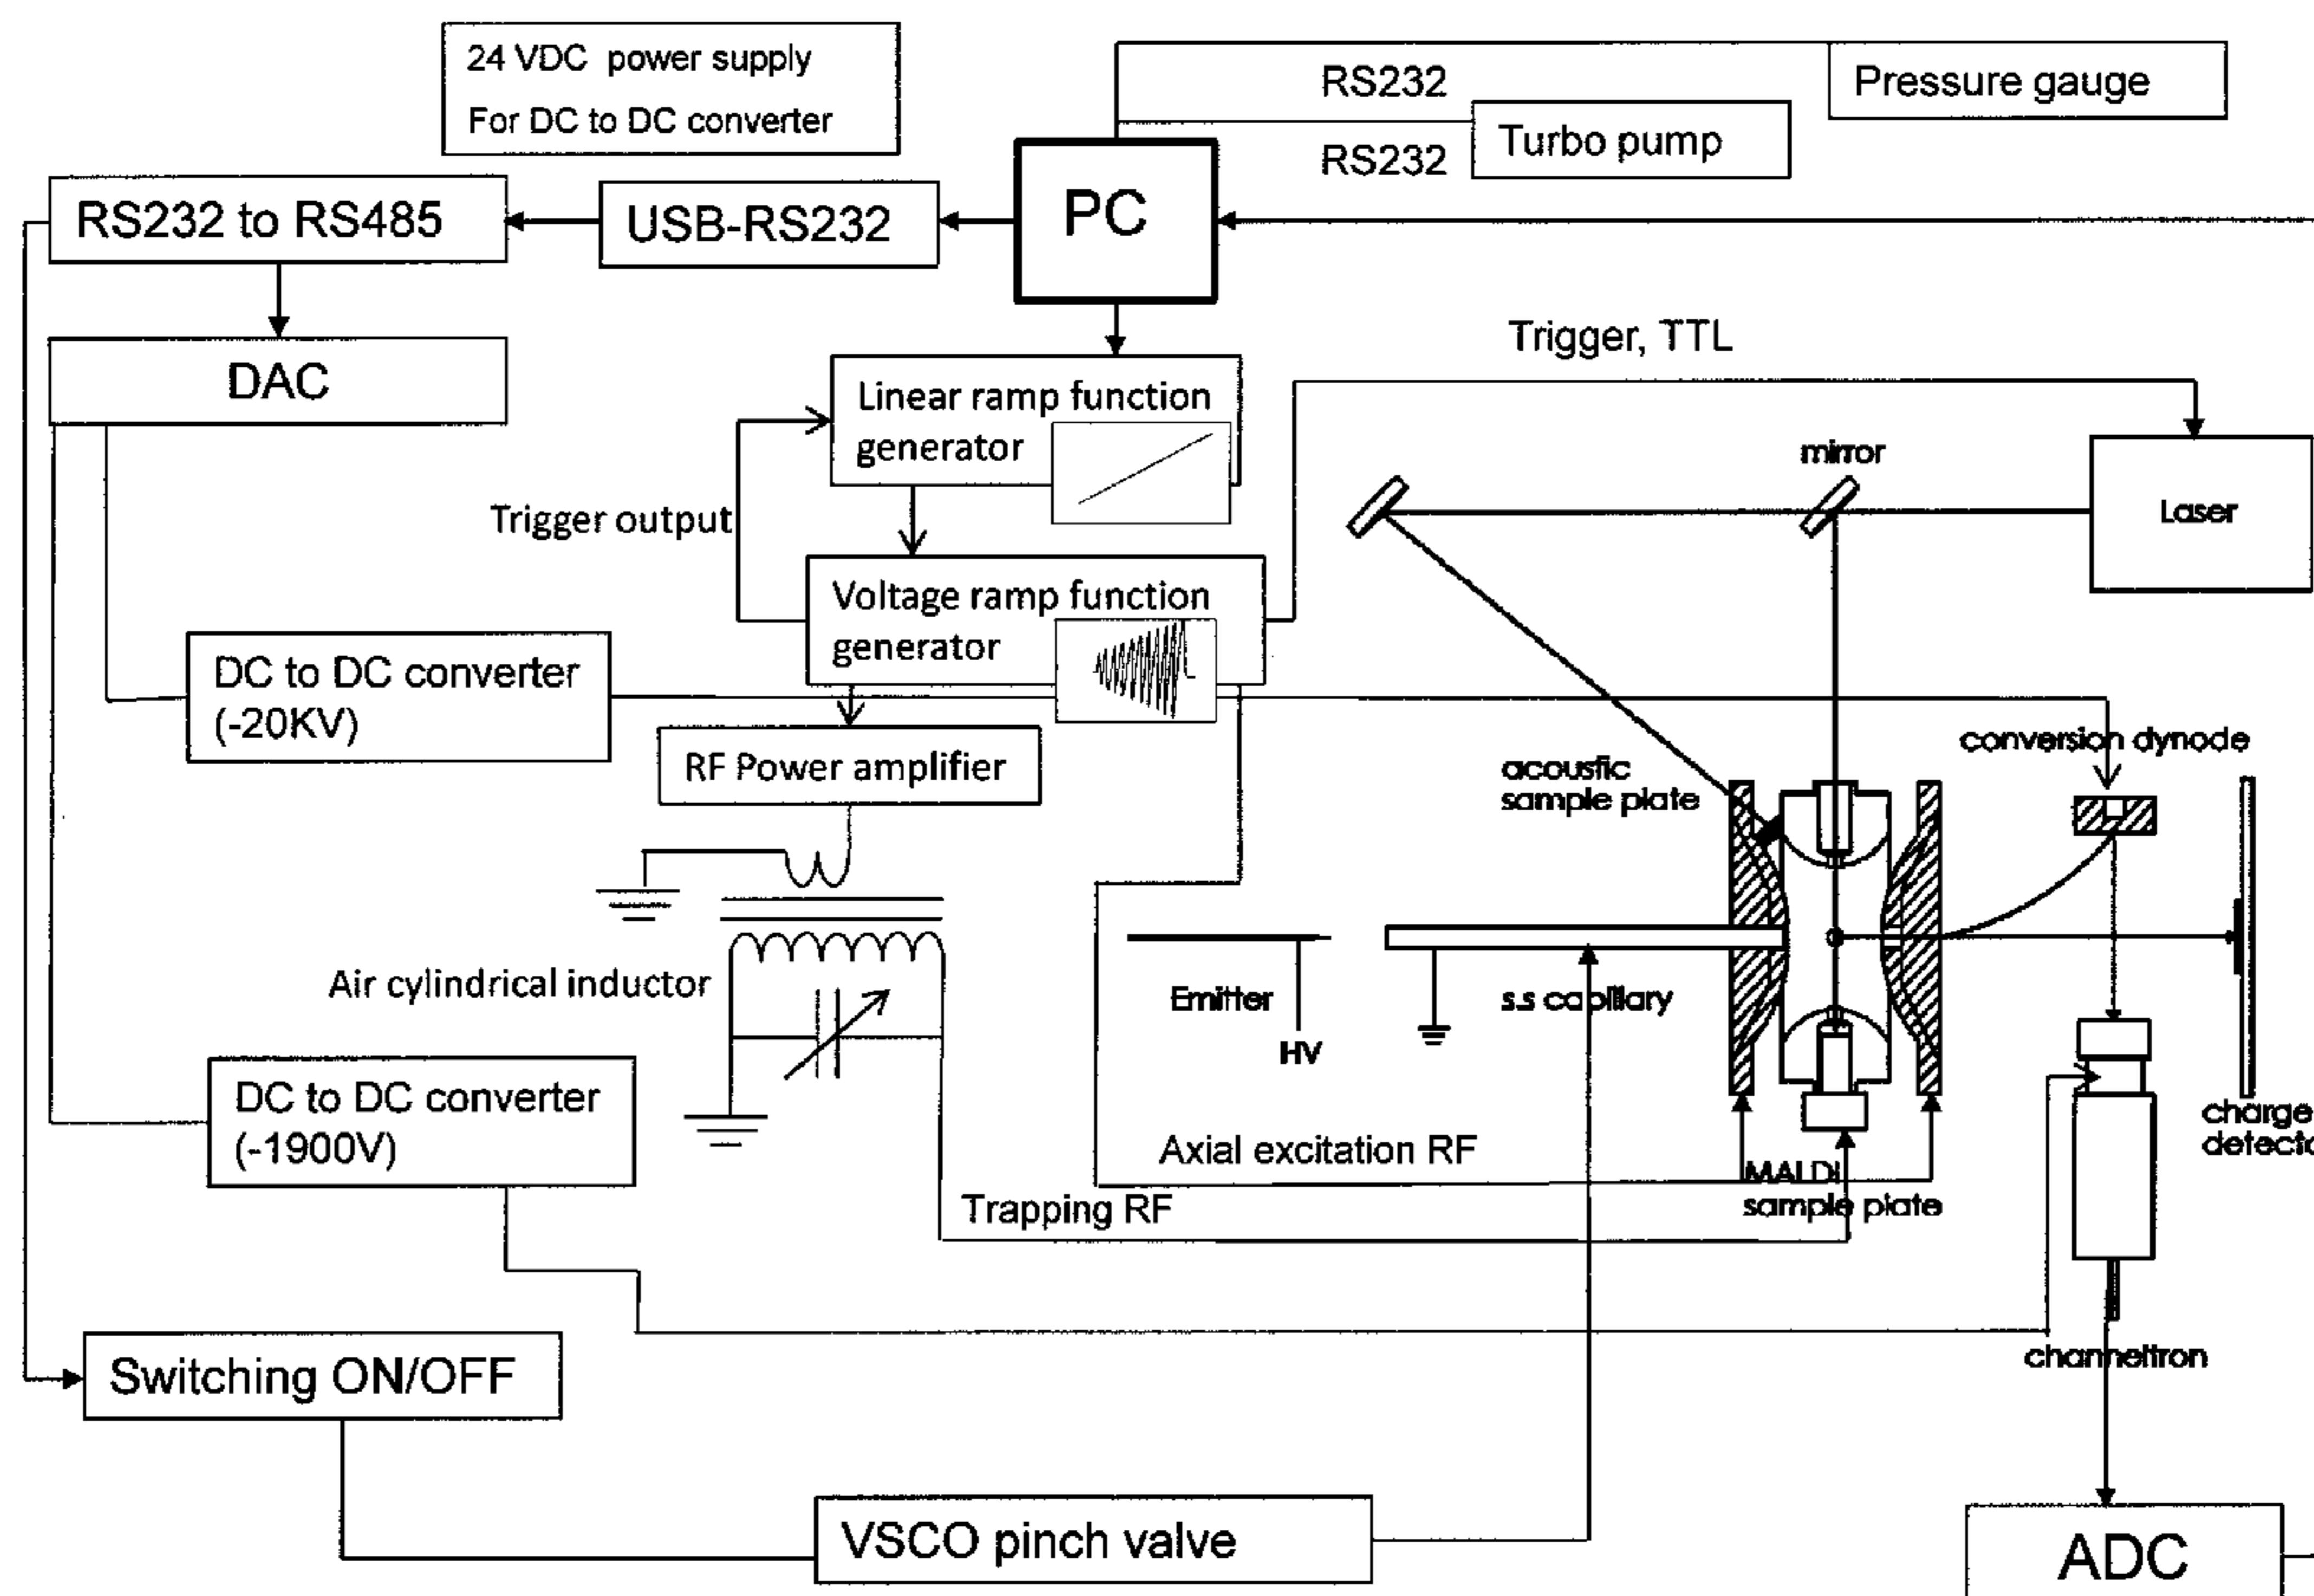 24 VDC power supply
For DC to DC converter
RS232
Pressure gauge
RS232
Turbo pump
PC
RS232 to RS485
USB-RS232
DAC
Linear ramp function
generator
Trigger, TTL
mirror
Laser
Trigger output
Voltage ramp function
generator
DC to DC converter
(-20KV)
RF Power amplifier
conversion dynode
acoustic
sample plate
Air cylindrical inductor
Emitter
HV
s.s capillary
DC to DC converter
(-1900V)
Axial excitation RF
Trapping RF
MALDI
sample plate
charge
detecto
channeltron
Switching ON/OFF
VSCO pinch valve
ADC